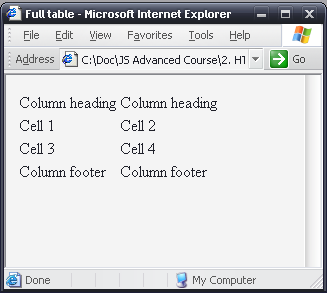 Full table - Microsoft Internet Explorer
File Edit View Favorites Tools Help
Address C:\Doc\JS Advanced Course\2. HT Go
Column heading Column heading
Cell 1 Cell 2
Cell 3 Cell 4
Column footer Column footer
Done My Computer